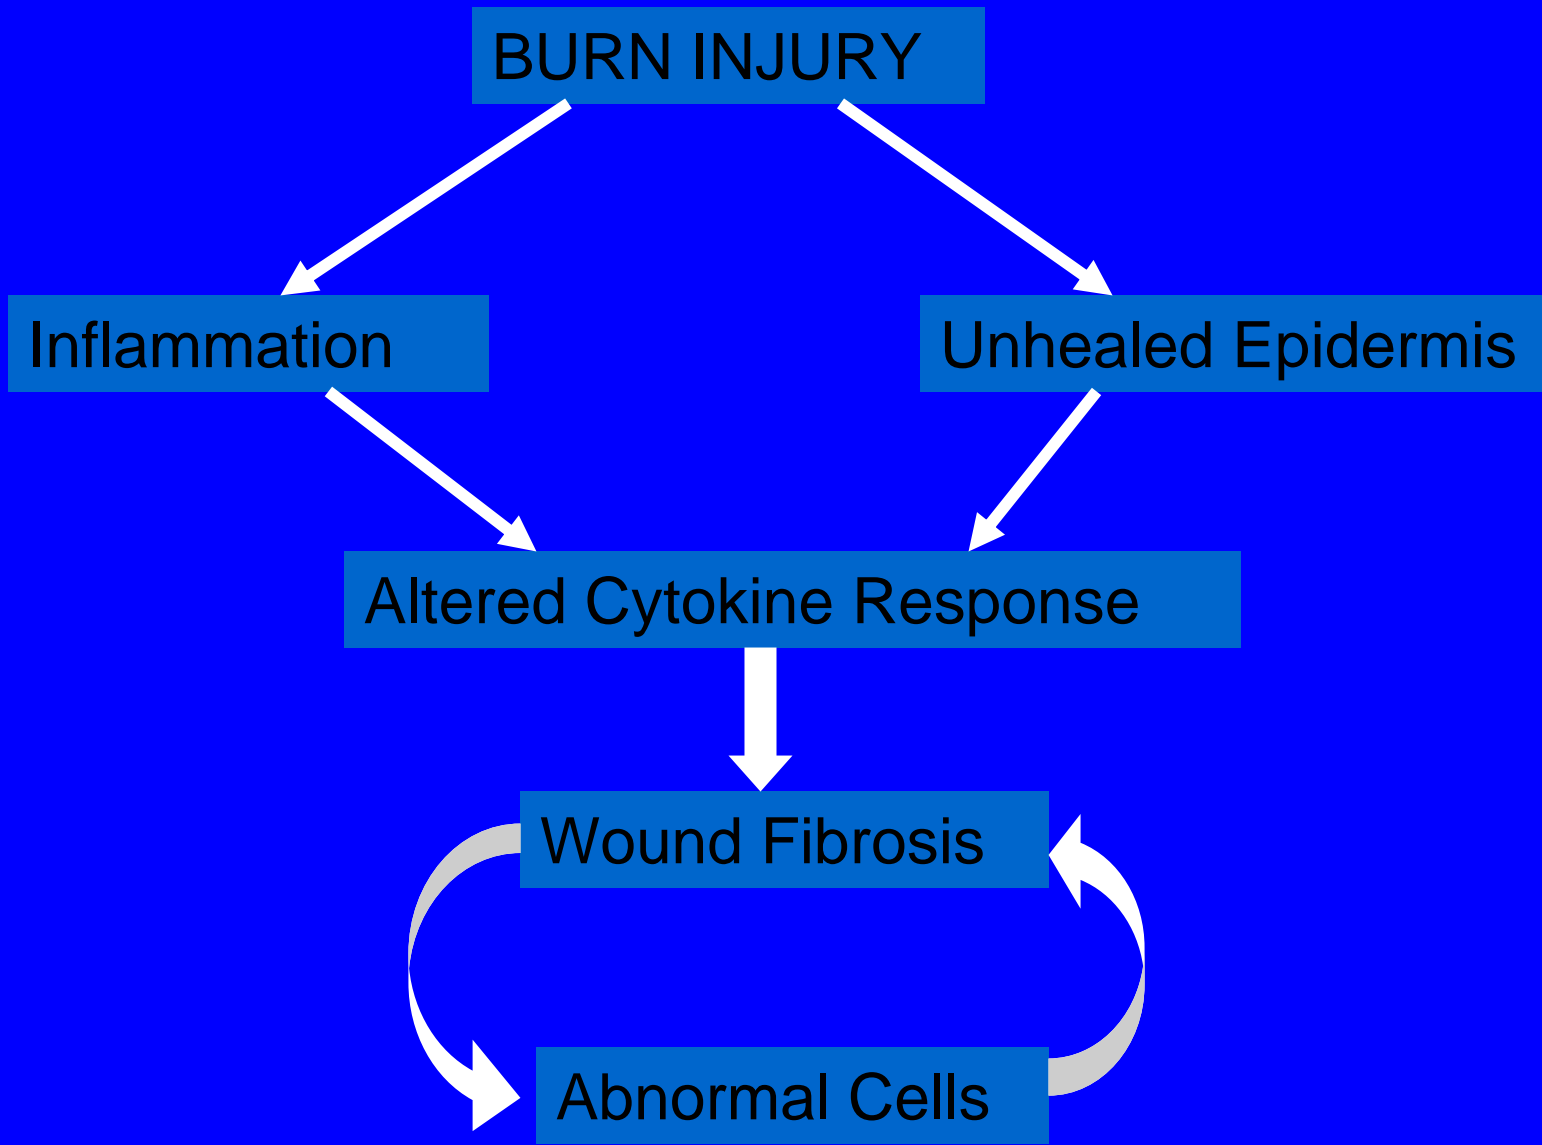 BURN INJURY
Inflammation
Unhealed Epidermis
Altered Cytokine Response
Wound Fibrosis
Abnormal Cells